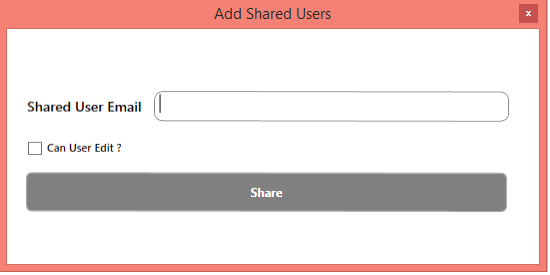 Add Shared Users
x
Shared User Email
Can User Edit ?
Share